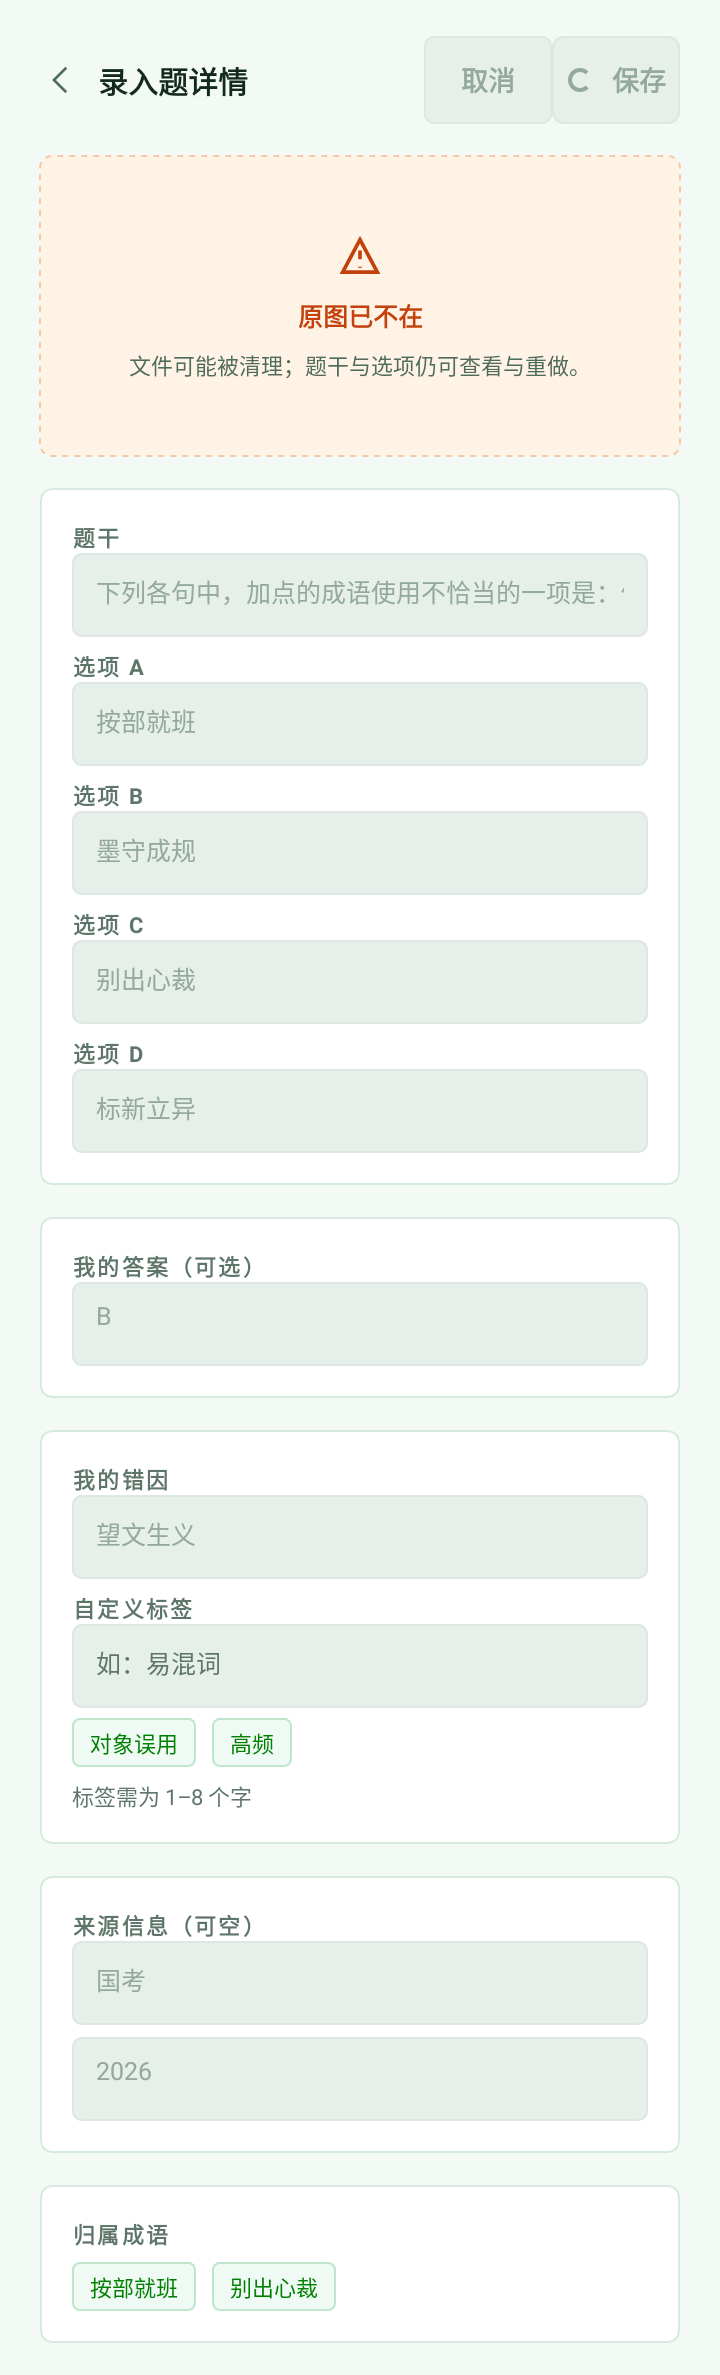 录入题详情
取消
保存
原图已不在
文件可能被清理；题干与选项仍可查看与重做。
题干
下列各句中，加点的成语使用不恰当的一项是：
选项 A
按部就班
选项 B
墨守成规
选项 C
别出心裁
选项 D
标新立异
我的答案（可选）
B
我的错因
望文生义
自定义标签
如：易混词
对象误用
高频
标签需为 1–8 个字
来源信息（可空）
国考
2026
归属成语
按部就班
别出心裁